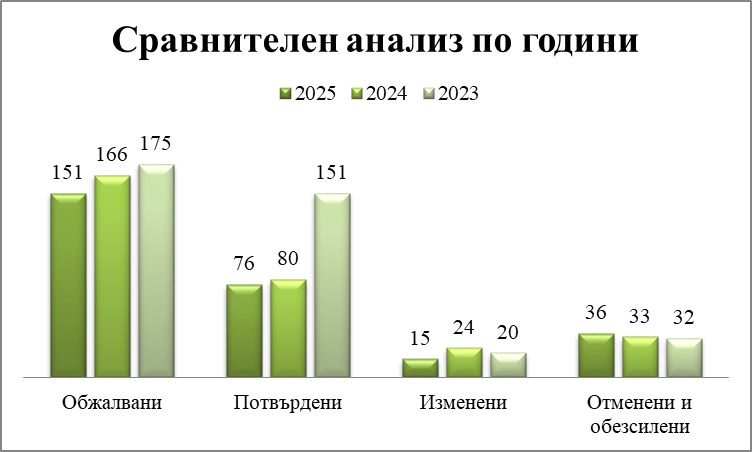 Сравнителен анализ по години
2025 2024 2023
151 166 175
76 80 151
15 24 20
36 33 32
Обжалвани
Потвърдени
Изменени
Отменени и
обезсилени